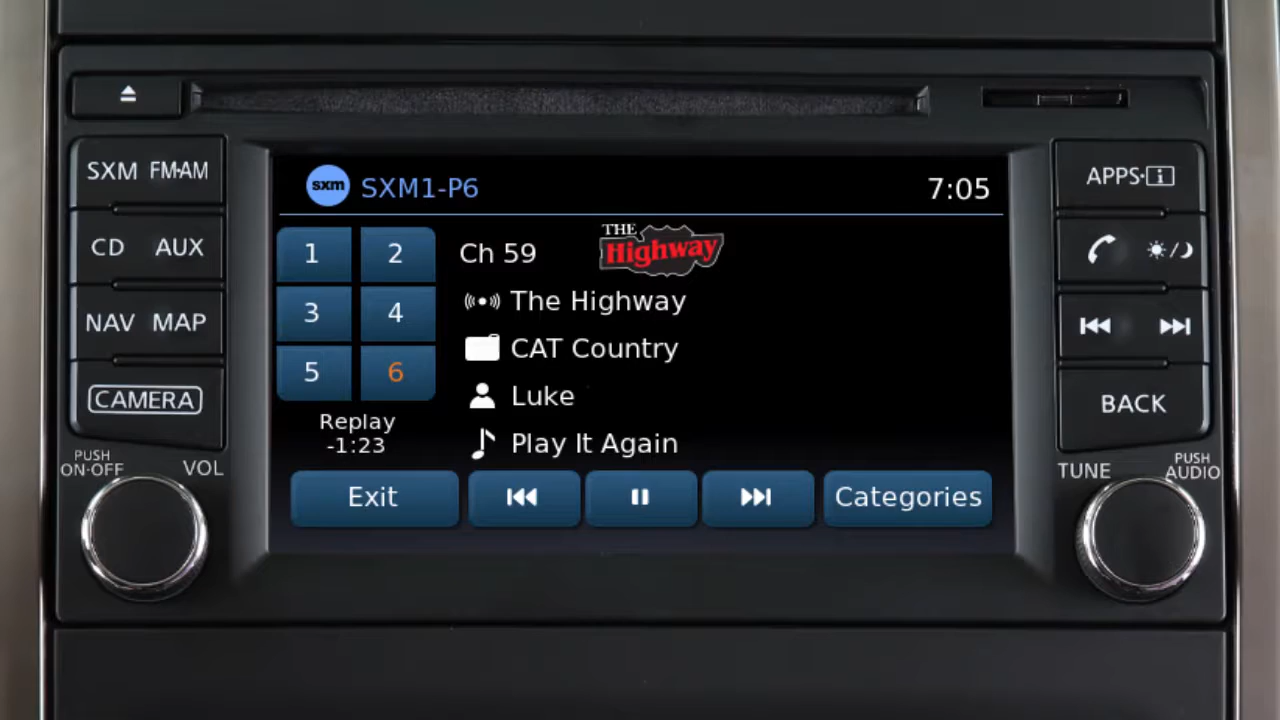 SXM FM·AM
CD AUX
NAV MAP
CAMERA
PUSH
ON·OFF
VOL
sxm SXM1-P6
7:05
1 2
3 4
5 6
Replay
-1:23
Ch 59
THE
Highway
The Highway
CAT Country
Luke
Play It Again
Exit
Categories
APPS·i
BACK
TUNE
PUSH
AUDIO